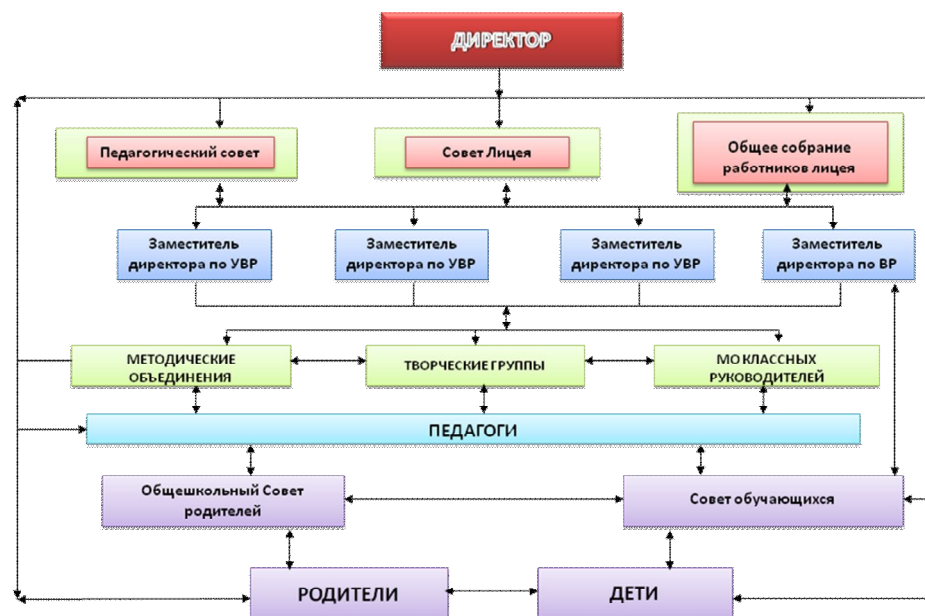 ДИРЕКТОР
Педагогический совет
Совет Лицея
Общее собрание
работников лицея
Заместитель
директора по УВР
Заместитель
директора по УВР
Заместитель
директора по УВР
Заместитель
директора по ВР
МЕТОДИЧЕСКИЕ
ОБЪЕДИНЕНИЯ
ТВОРЧЕСКИЕ ГРУППЫ
МО КЛАССНЫХ
РУКОВОДИТЕЛЕЙ
ПЕДАГОГИ
Общешкольный Совет
родителей
Совет обучающихся
РОДИТЕЛИ
ДЕТИ